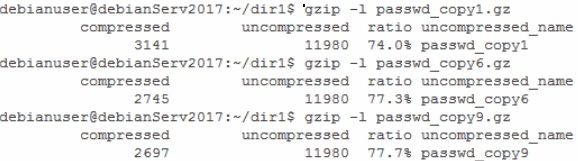 debianuser@debianServ2017:~/dir1$ gzip -l passwd_copy1.gz
compressed uncompressed ratio uncompressed_name
3141 11980 74.0% passwd_copy1
debianuser@debianServ2017:~/dir1$ gzip -l passwd_copy6.gz
compressed uncompressed ratio uncompressed_name
2745 11980 77.3% passwd_copy6
debianuser@debianServ2017:~/dir1$ gzip -l passwd_copy9.gz
compressed uncompressed ratio uncompressed_name
2697 11980 77.7% passwd_copy9